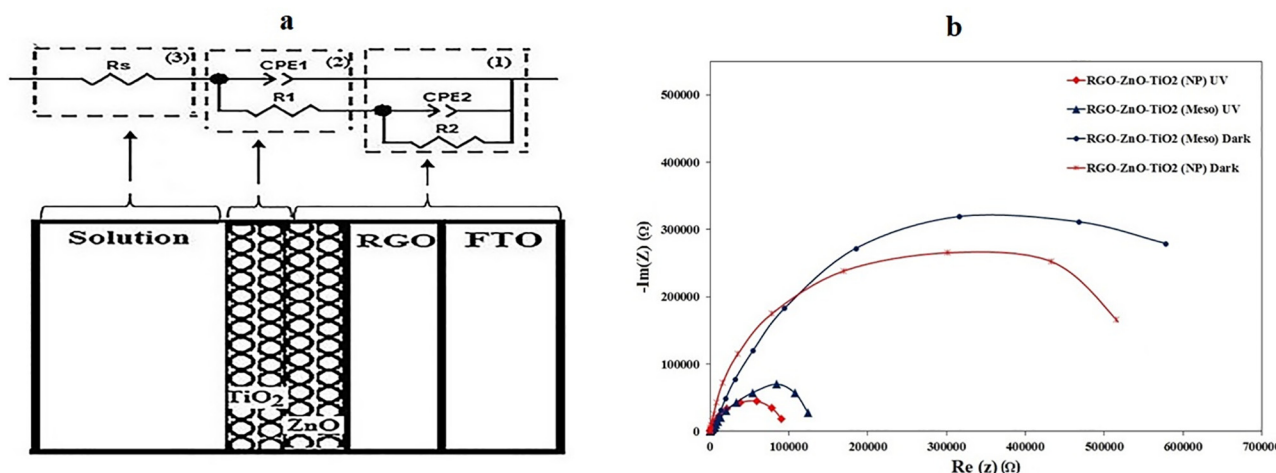 a
Rs
(3)
CPE1
(2)
R1
(1)
CPE2
R2
Solution
TiO2
ZnO
RGO
FTO
b
RGO-ZnO-TiO2 (NP) UV
RGO-ZnO-TiO2 (Meso) UV
RGO-ZnO-TiO2 (Meso) Dark
RGO-ZnO-TiO2 (NP) Dark
-Im(Z) (Ω)
500000
400000
300000
200000
100000
0
0
100000
200000
300000
400000
500000
600000
700000
Re (z) (Ω)